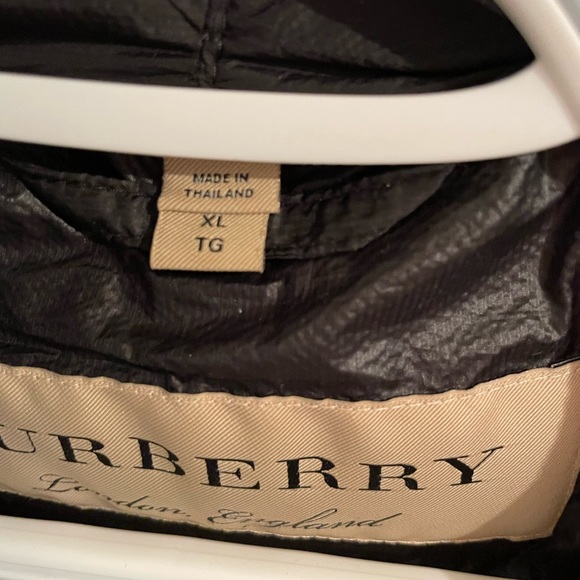 MADE IN
THAILAND
XL
TG
URBERRY
London, England